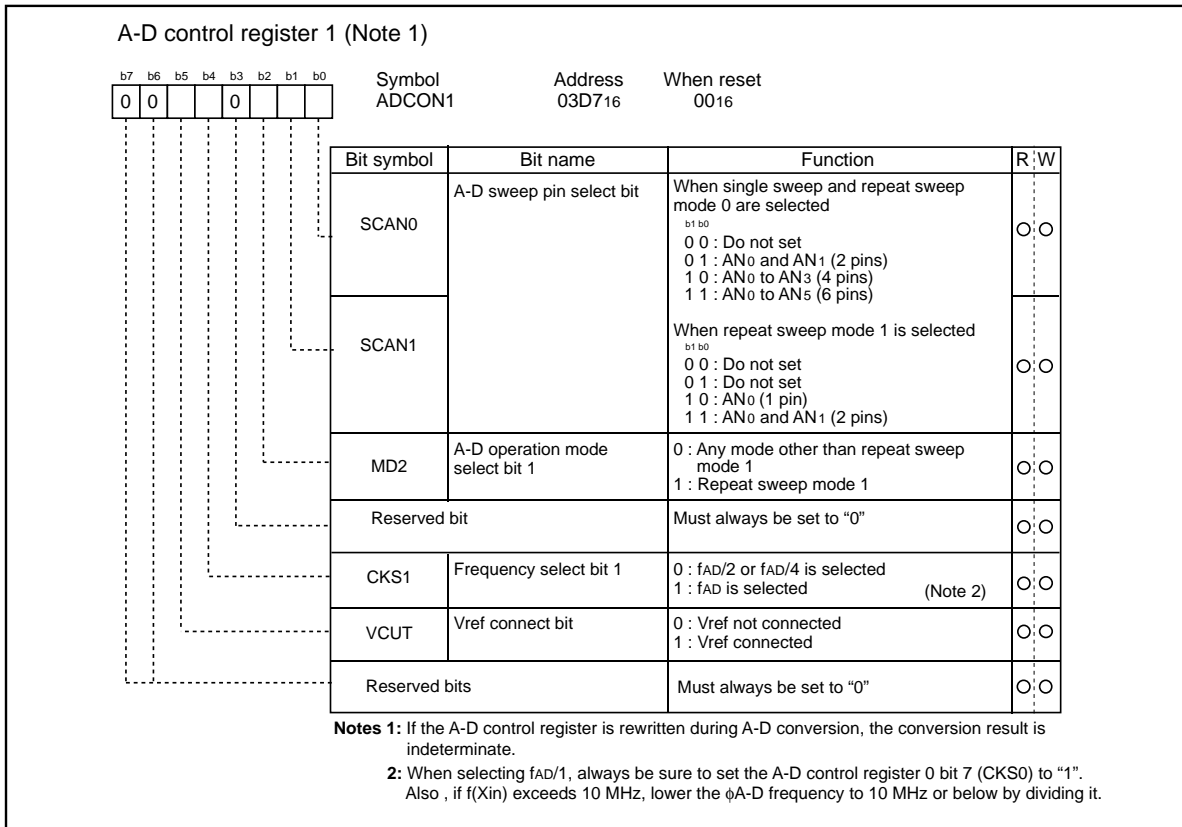 A-D control register 1 (Note 1)
b7 b6 b5 b4 b3 b2 b1 b0
0 0 0
Symbol Address When reset
ADCON1 03D716 0016
Bit symbol Bit name Function R W
SCAN0
A-D sweep pin select bit
When single sweep and repeat sweep
mode 0 are selected
b1 b0
0 0 : Do not set
0 1 : AN0 and AN1 (2 pins)
1 0 : AN0 to AN3 (4 pins)
1 1 : AN0 to AN5 (6 pins)
SCAN1
When repeat sweep mode 1 is selected
b1 b0
0 0 : Do not set
0 1 : Do not set
1 0 : AN0 (1 pin)
1 1 : AN0 and AN1 (2 pins)
MD2
A-D operation mode
select bit 1
0 : Any mode other than repeat sweep
mode 1
1 : Repeat sweep mode 1
Reserved bit
Must always be set to “0”
CKS1
Frequency select bit 1
0 : fAD/2 or fAD/4 is selected
1 : fAD is selected (Note 2)
VCUT
Vref connect bit
0 : Vref not connected
1 : Vref connected
Reserved bits
Must always be set to “0”
Notes 1: If the A-D control register is rewritten during A-D conversion, the conversion result is
indeterminate.
2: When selecting fAD/1, always be sure to set the A-D control register 0 bit 7 (CKS0) to “1”.
Also , if f(Xin) exceeds 10 MHz, lower the ϕA-D frequency to 10 MHz or below by dividing it.